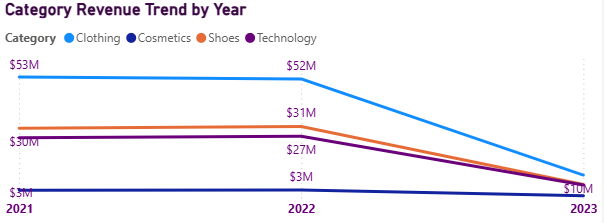 Category Revenue Trend by Year
Category Clothing Cosmetics Shoes Technology
$53M
$52M
$31M
$30M
$27M
$3M
$3M
$10M
2021 2022 2023